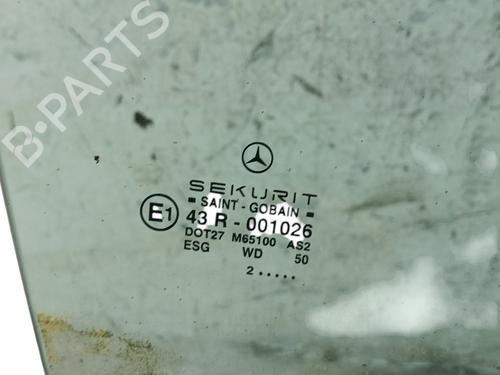 B-PARTS
SEKURIT
SAINT - GOBAIN
E1
43 R - 001026
DOT27 M65100 AS2
ESG WD 50
2 .....